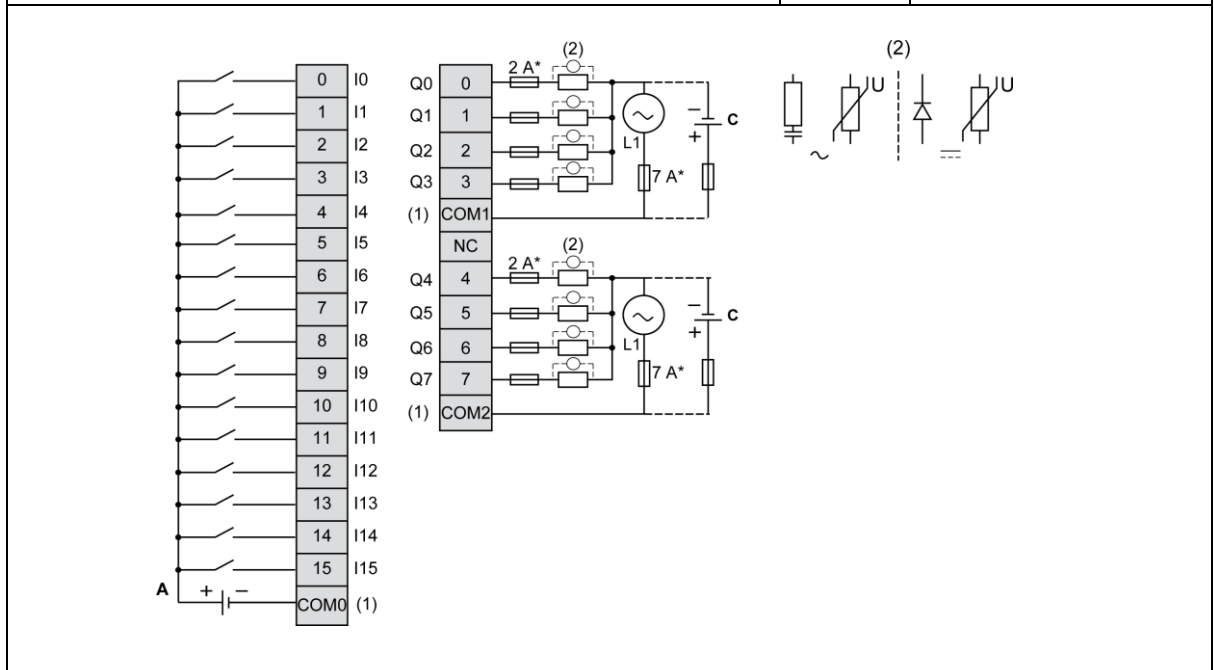 0 I0
1 I1
2 I2
3 I3
4 I4
5 I5
6 I6
7 I7
8 I8
9 I9
10 I10
11 I11
12 I12
13 I13
14 I14
15 I15
A + − COM0 (1)
(2)
Q0 0 2 A*
Q1 1
Q2 2
Q3 3
(1) COM1
L1
7 A*
−
+
C
NC
(2)
Q4 4 2 A*
Q5 5
Q6 6
Q7 7
(1) COM2
L1
7 A*
−
+
C
(2)
U U